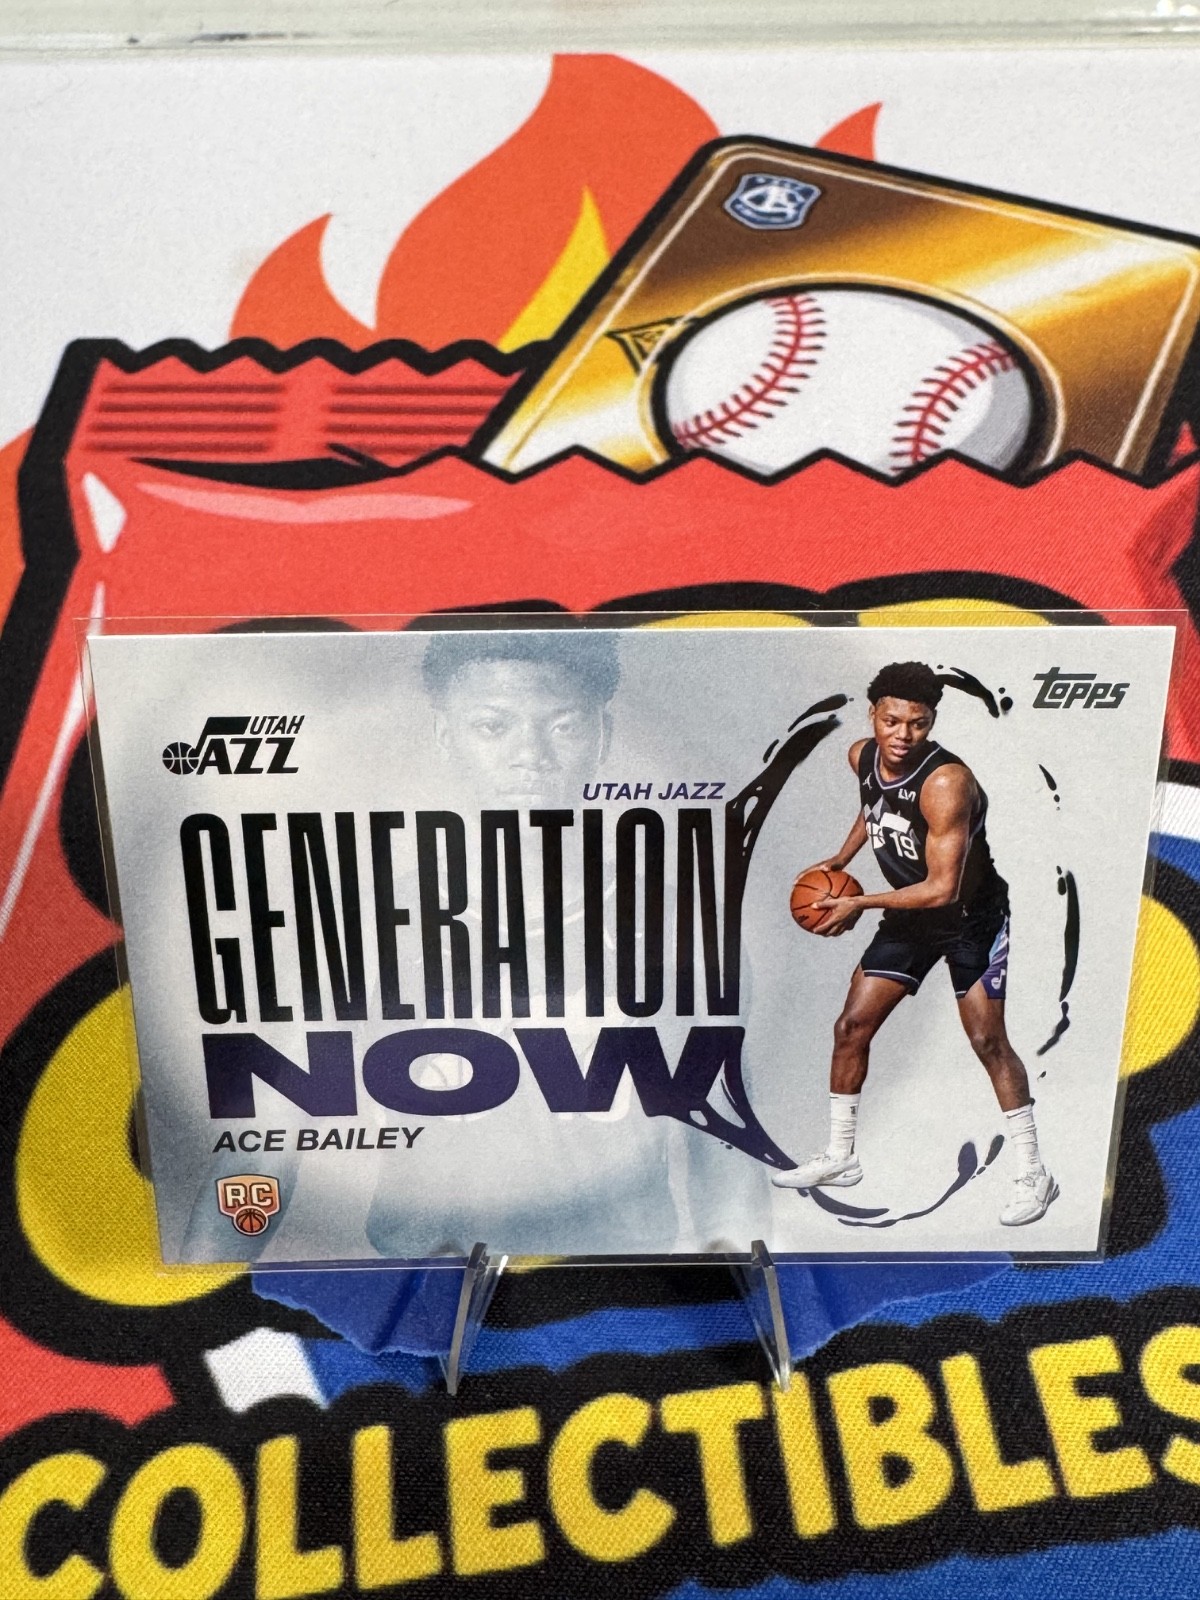 topps
UTAH
JAZZ
UTAH JAZZ
GENERATION
NOW
ACE BAILEY
RC
19
COLLECTIBLES